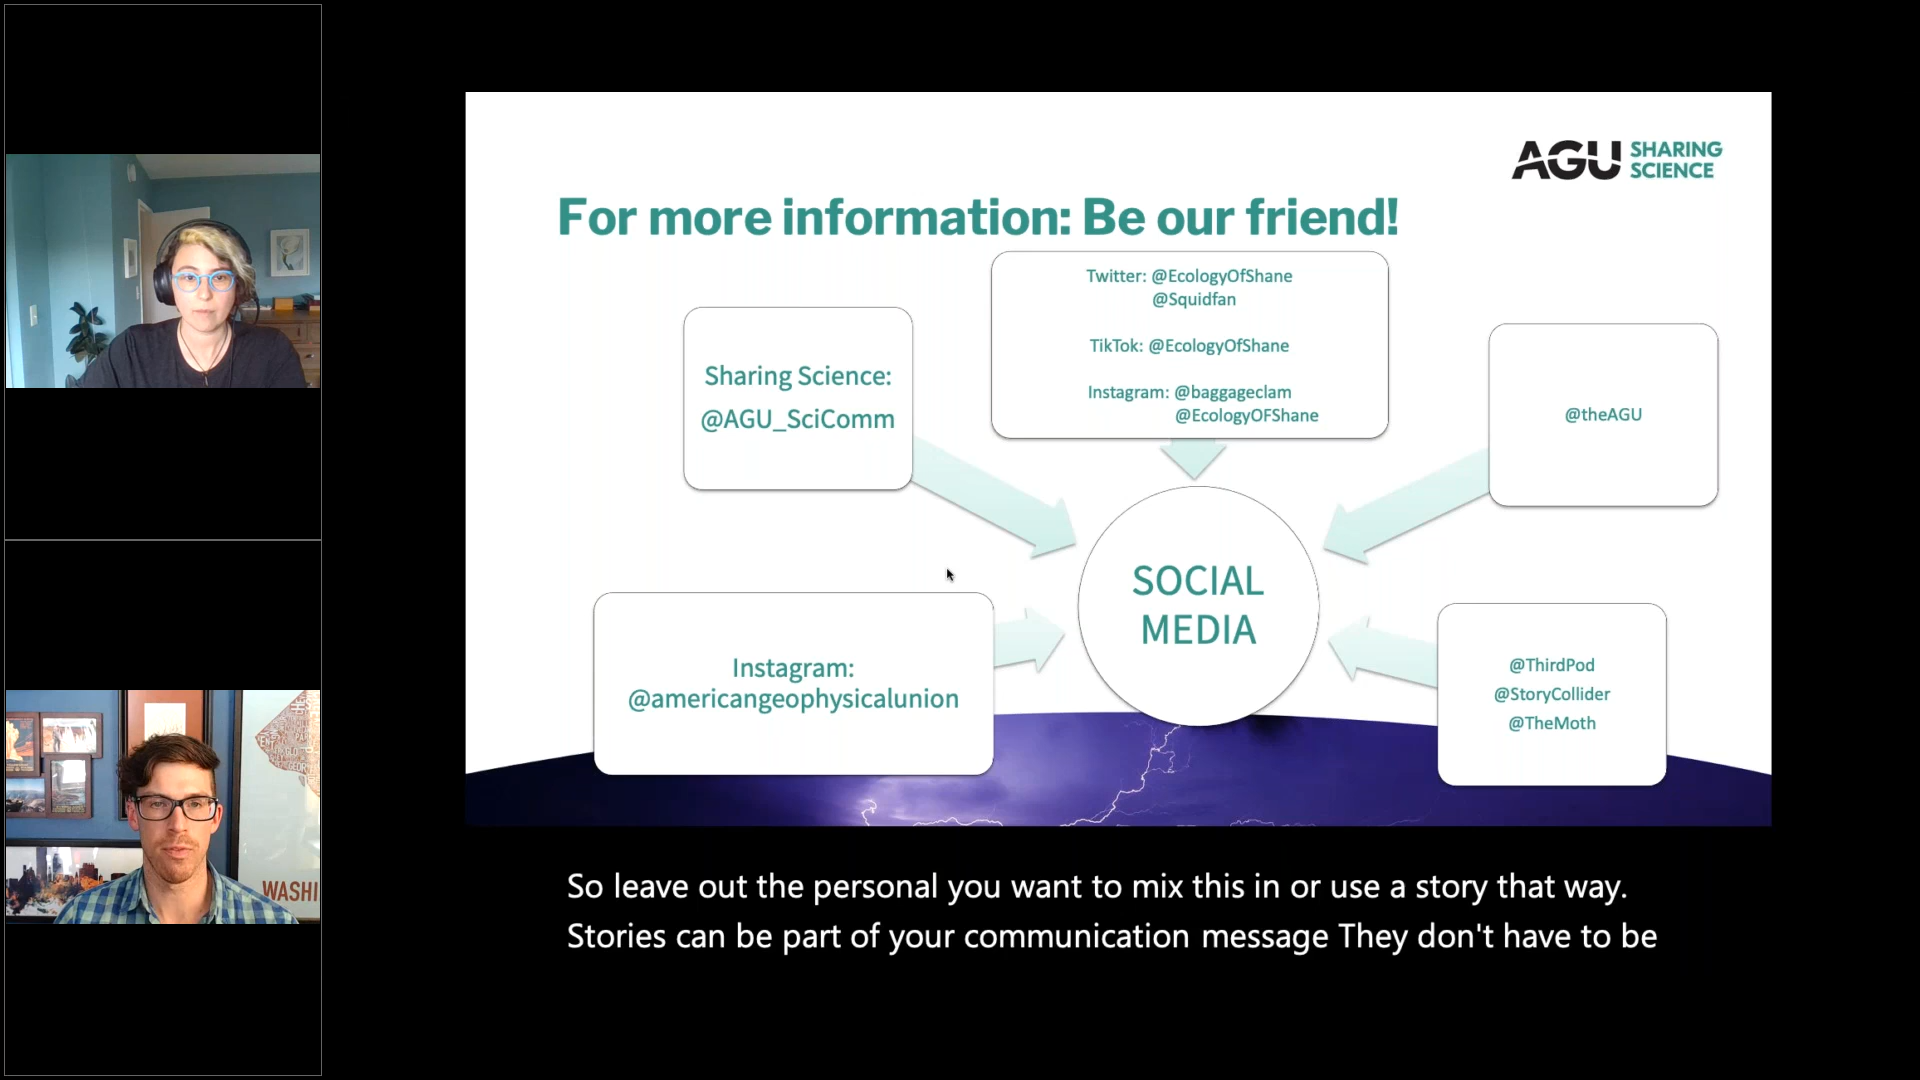 AGU SHARING
SCIENCE
For more information: Be our friend!
Twitter: @EcologyOfShane
@Squidfan
TikTok: @EcologyOfShane
Instagram: @baggageclam
@EcologyOFShane
Sharing Science:
@AGU_SciComm
@theAGU
SOCIAL
MEDIA
Instagram:
@americangeophysicalunion
@ThirdPod
@StoryCollider
@TheMoth
WASHI
So leave out the personal you want to mix this in or use a story that way.
Stories can be part of your communication message They don't have to be